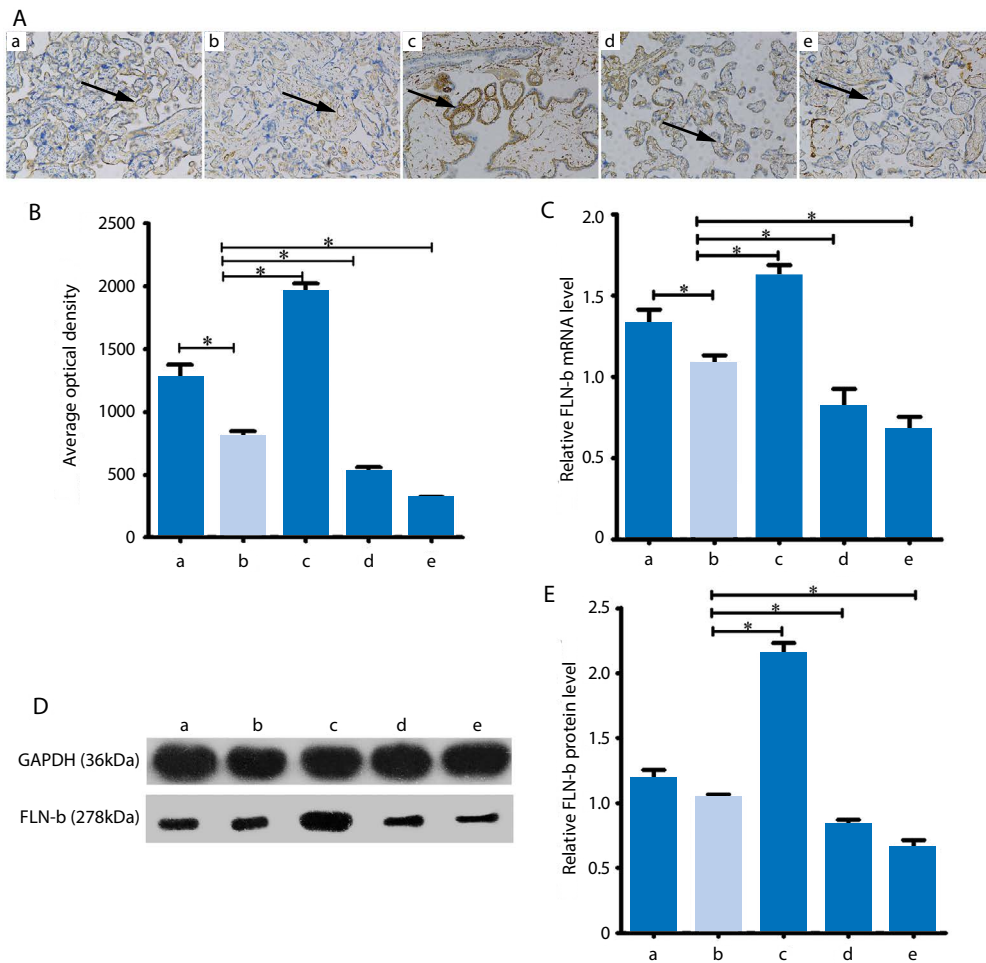 A
a b c d e
B
2500
2000
1500
1000
500
0
Average optical density
* * * *
a b c d e
C
2.0
1.5
1.0
0.5
0
Relative FLN-b mRNA level
* * * *
a b c d e
D
a b c d e
GAPDH (36kDa)
FLN-b (278kDa)
E
2.5
2.0
1.5
1.0
0.5
0
Relative FLN-b protein level
* * *
a b c d e